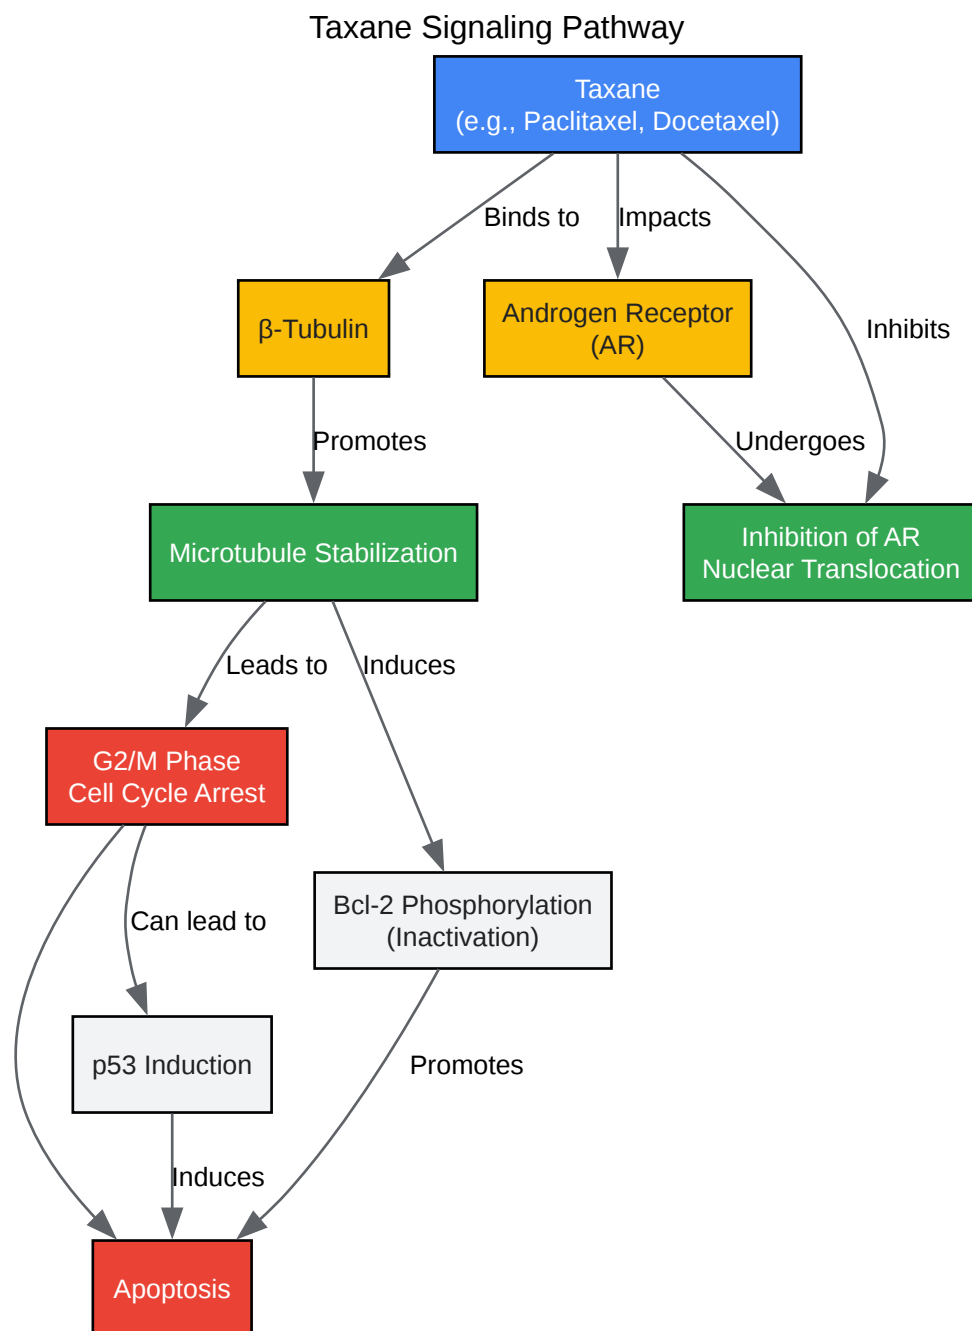 Taxane Signaling Pathway
Taxane
(e.g., Paclitaxel, Docetaxel)
Binds to
Impacts
Inhibits
β-Tubulin
Androgen Receptor
(AR)
Promotes
Undergoes
Microtubule Stabilization
Inhibition of AR
Nuclear Translocation
Leads to
Induces
G2/M Phase
Cell Cycle Arrest
Can lead to
Bcl-2 Phosphorylation
(Inactivation)
p53 Induction
Promotes
Induces
Apoptosis